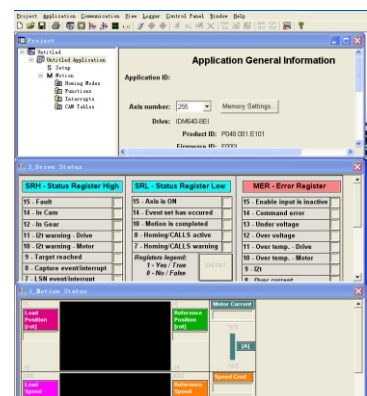 Project Application Communication View Logger Control Panel Window Help
Project
Untitled
Untitled Application
S Setup
M Motion
Homing Modes
Functions
Interrupts
CAM Tables
Application General Information
Application ID:
Axis number: 255 Memory Settings...
Drive: IDM640-8EI
Product ID: P048.001.E101
Firmware ID: F000I
Drive Status
SRH - Status Register High
15 - Fault
14 - In Cam
12 - In Gear
11 - I2t warning - Drive
10 - I2t warning - Motor
9 - Target reached
8 - Capture event/interrupt
7 - LSN event/interrupt
SRL - Status Register Low
15 - Axis is ON
14 - Event set has occured
10 - Motion is completed
8 - Homing/CALLS active
7 - Homing/CALLS warning
Registers legend:
1 - Yes / True
0 - No / False
MER - Error Register
15 - Enable input is inactive
14 - Command error
13 - Under voltage
12 - Over voltage
11 - Over temp. - Drive
10 - Over temp. - Motor
9 - I2t
8 - Over current
Motion Status
Load
Position
[rot]
Reference
Position
[rot]
Motor Current
[A]
Load
Speed
Reference
Speed
Speed Cmd